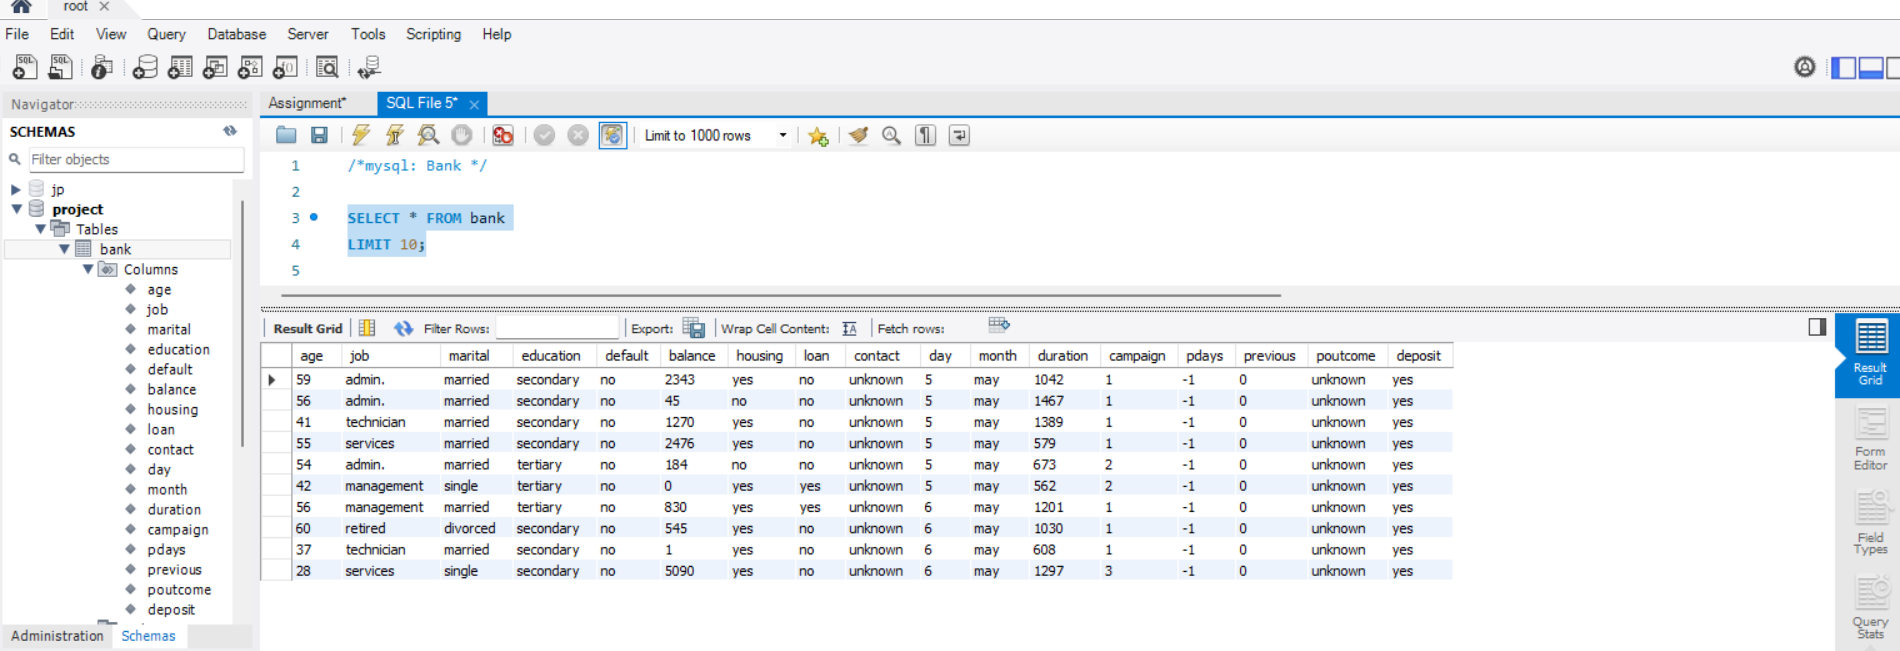 root
File Edit View Query Database Server Tools Scripting Help
Navigator
Assignment* SQL File 5*
SCHEMAS
Limit to 1000 rows
Filter objects
jp
project
Tables
bank
Columns
age
job
marital
education
default
balance
housing
loan
contact
day
month
duration
campaign
pdays
previous
poutcome
deposit
Administration Schemas
1 /*mysql: Bank */
2
3 SELECT * FROM bank
4 LIMIT 10;
5
Result Grid Filter Rows: Export: Wrap Cell Content: Fetch rows:
age job marital education default balance housing loan contact day month duration campaign pdays previous poutcome deposit
59 admin. married secondary no 2343 yes no unknown 5 may 1042 1 -1 0 unknown yes
56 admin. married secondary no 45 no no unknown 5 may 1467 1 -1 0 unknown yes
41 technician married secondary no 1270 yes no unknown 5 may 1389 1 -1 0 unknown yes
55 services married secondary no 2476 yes no unknown 5 may 579 1 -1 0 unknown yes
54 admin. married tertiary no 184 no no unknown 5 may 673 2 -1 0 unknown yes
42 management single tertiary no 0 yes yes unknown 5 may 562 2 -1 0 unknown yes
56 management married tertiary no 830 yes yes unknown 6 may 1201 1 -1 0 unknown yes
60 retired divorced secondary no 545 yes no unknown 6 may 1030 1 -1 0 unknown yes
37 technician married secondary no 1 yes no unknown 6 may 608 1 -1 0 unknown yes
28 services single secondary no 5090 yes no unknown 6 may 1297 3 -1 0 unknown yes
Result
Grid
Form
Editor
Field
Types
Query
Stats